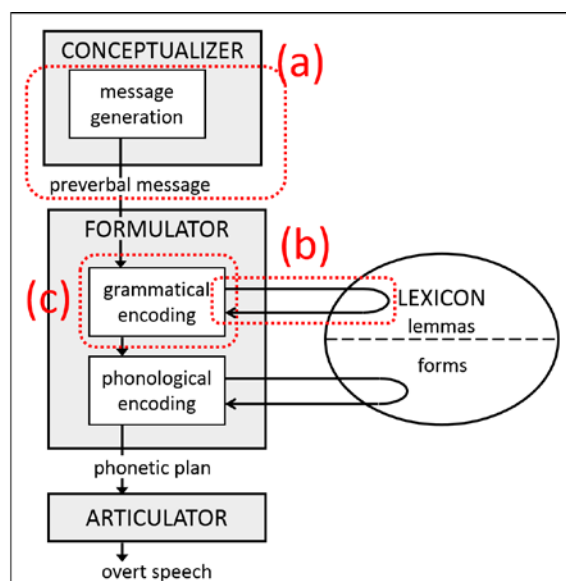 CONCEPTUALIZER
(a)
message
generation
preverbal message
FORMULATOR
(b)
(c)
grammatical
encoding
LEXICON
lemmas
forms
phonological
encoding
phonetic plan
ARTICULATOR
overt speech